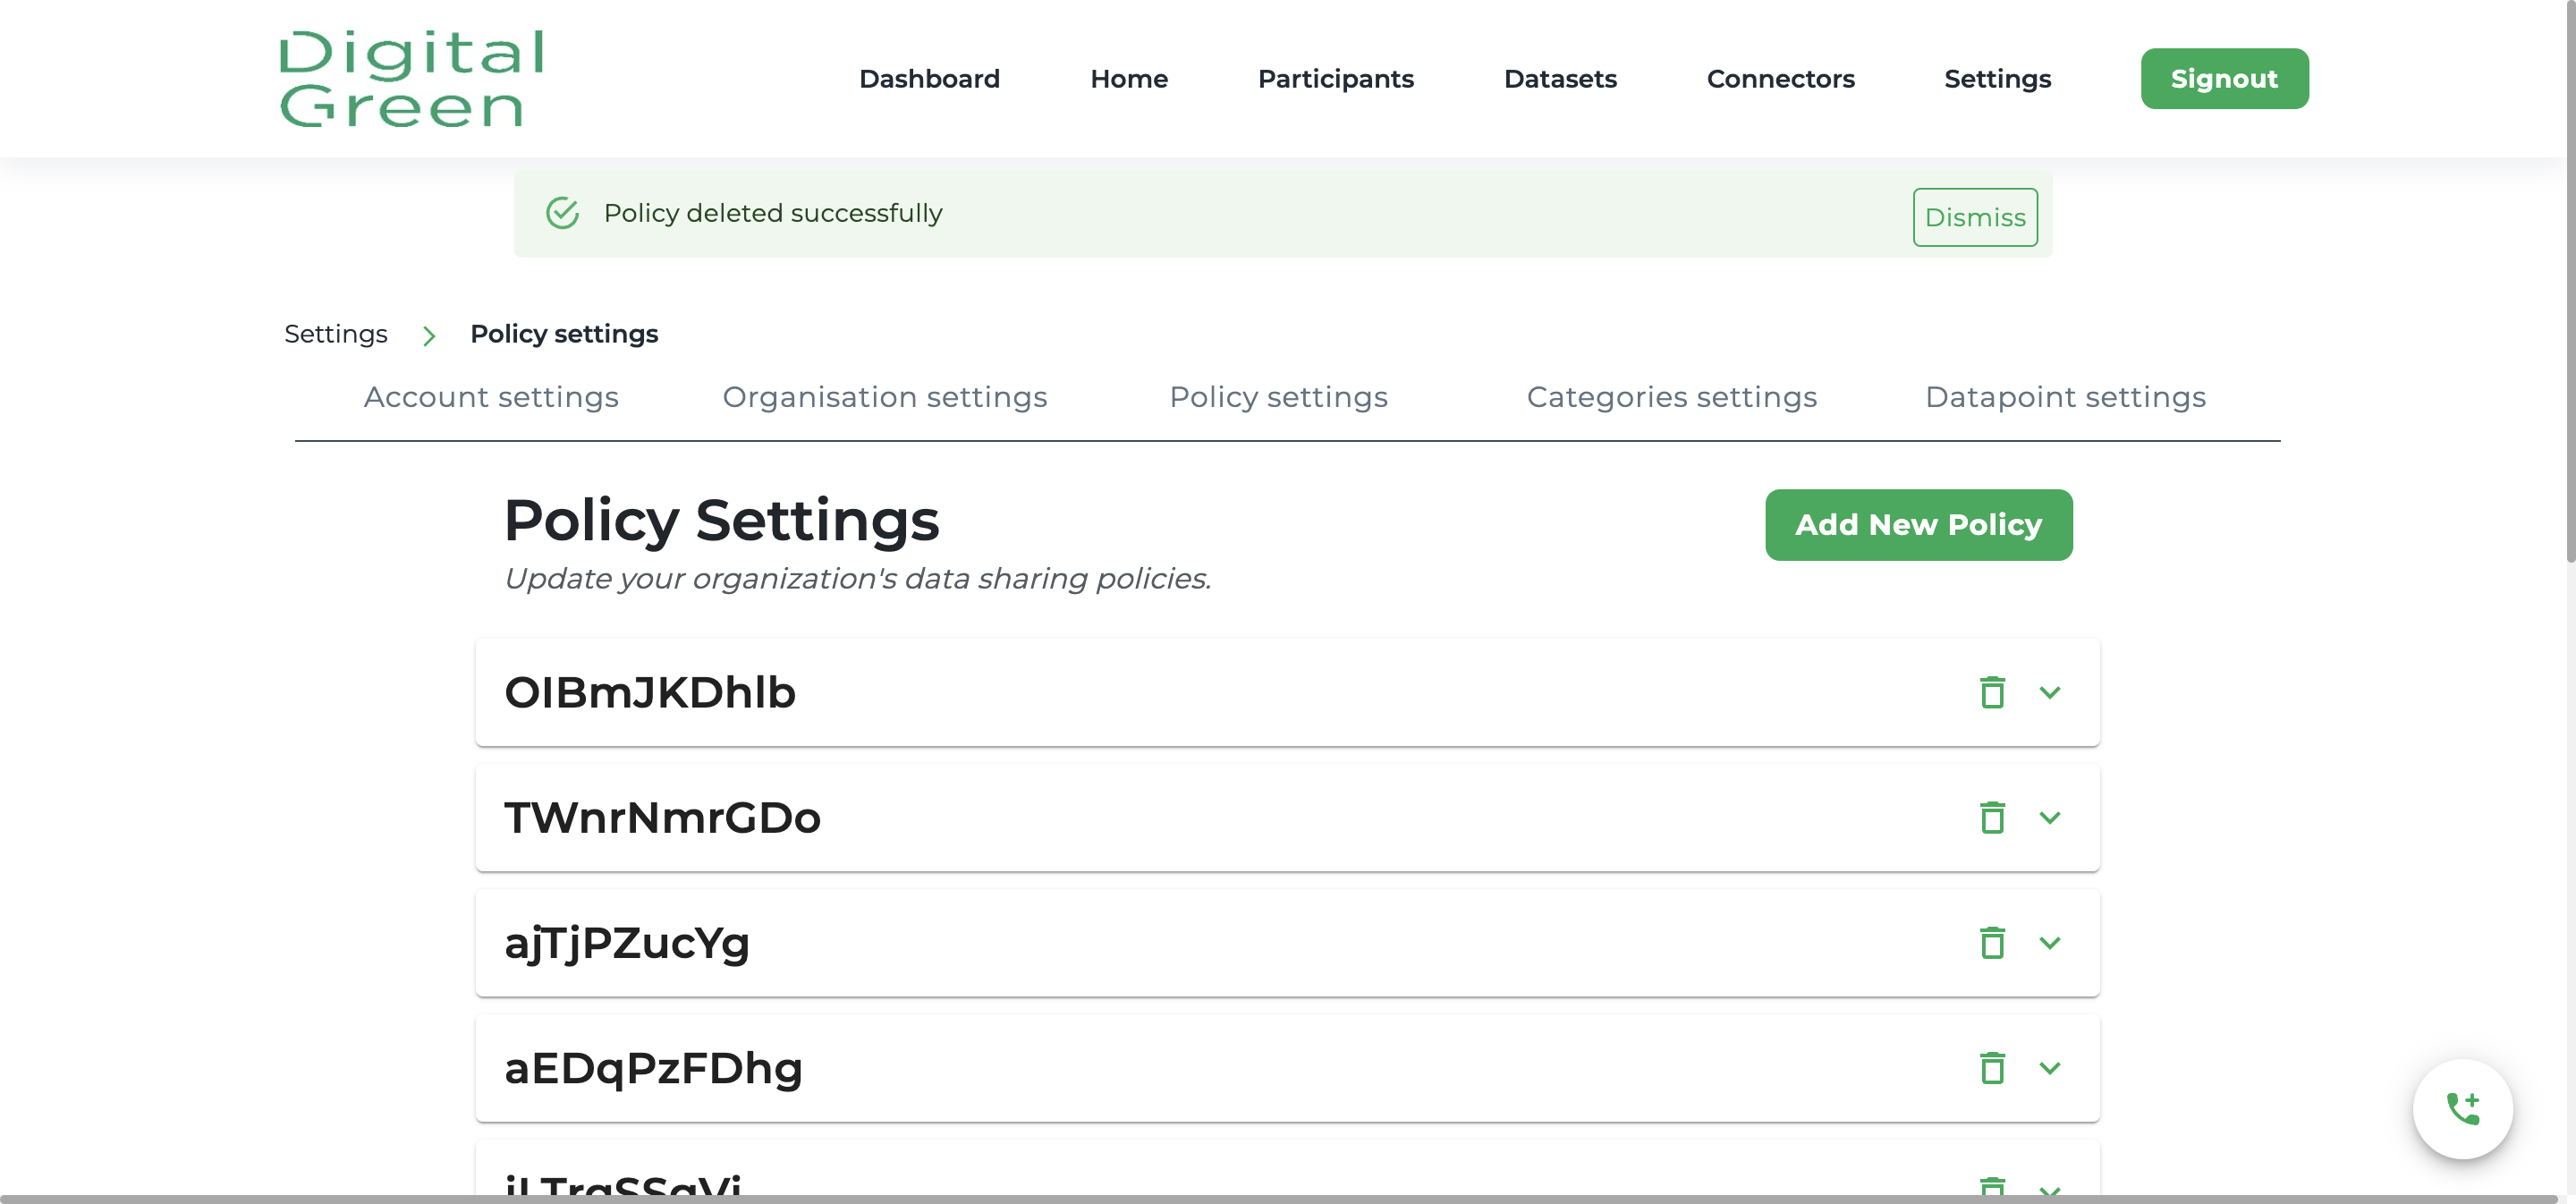 Digital
Green
Dashboard Home Participants Datasets Connectors Settings Signout
Policy deleted successfully Dismiss
Settings Policy settings
Account settings Organisation settings Policy settings Categories settings Datapoint settings
Policy Settings Add New Policy
Update your organization's data sharing policies.
OIBmJKDhlb
TWnrNmrGDo
ajTjPZucYg
aEDqPzFDhg